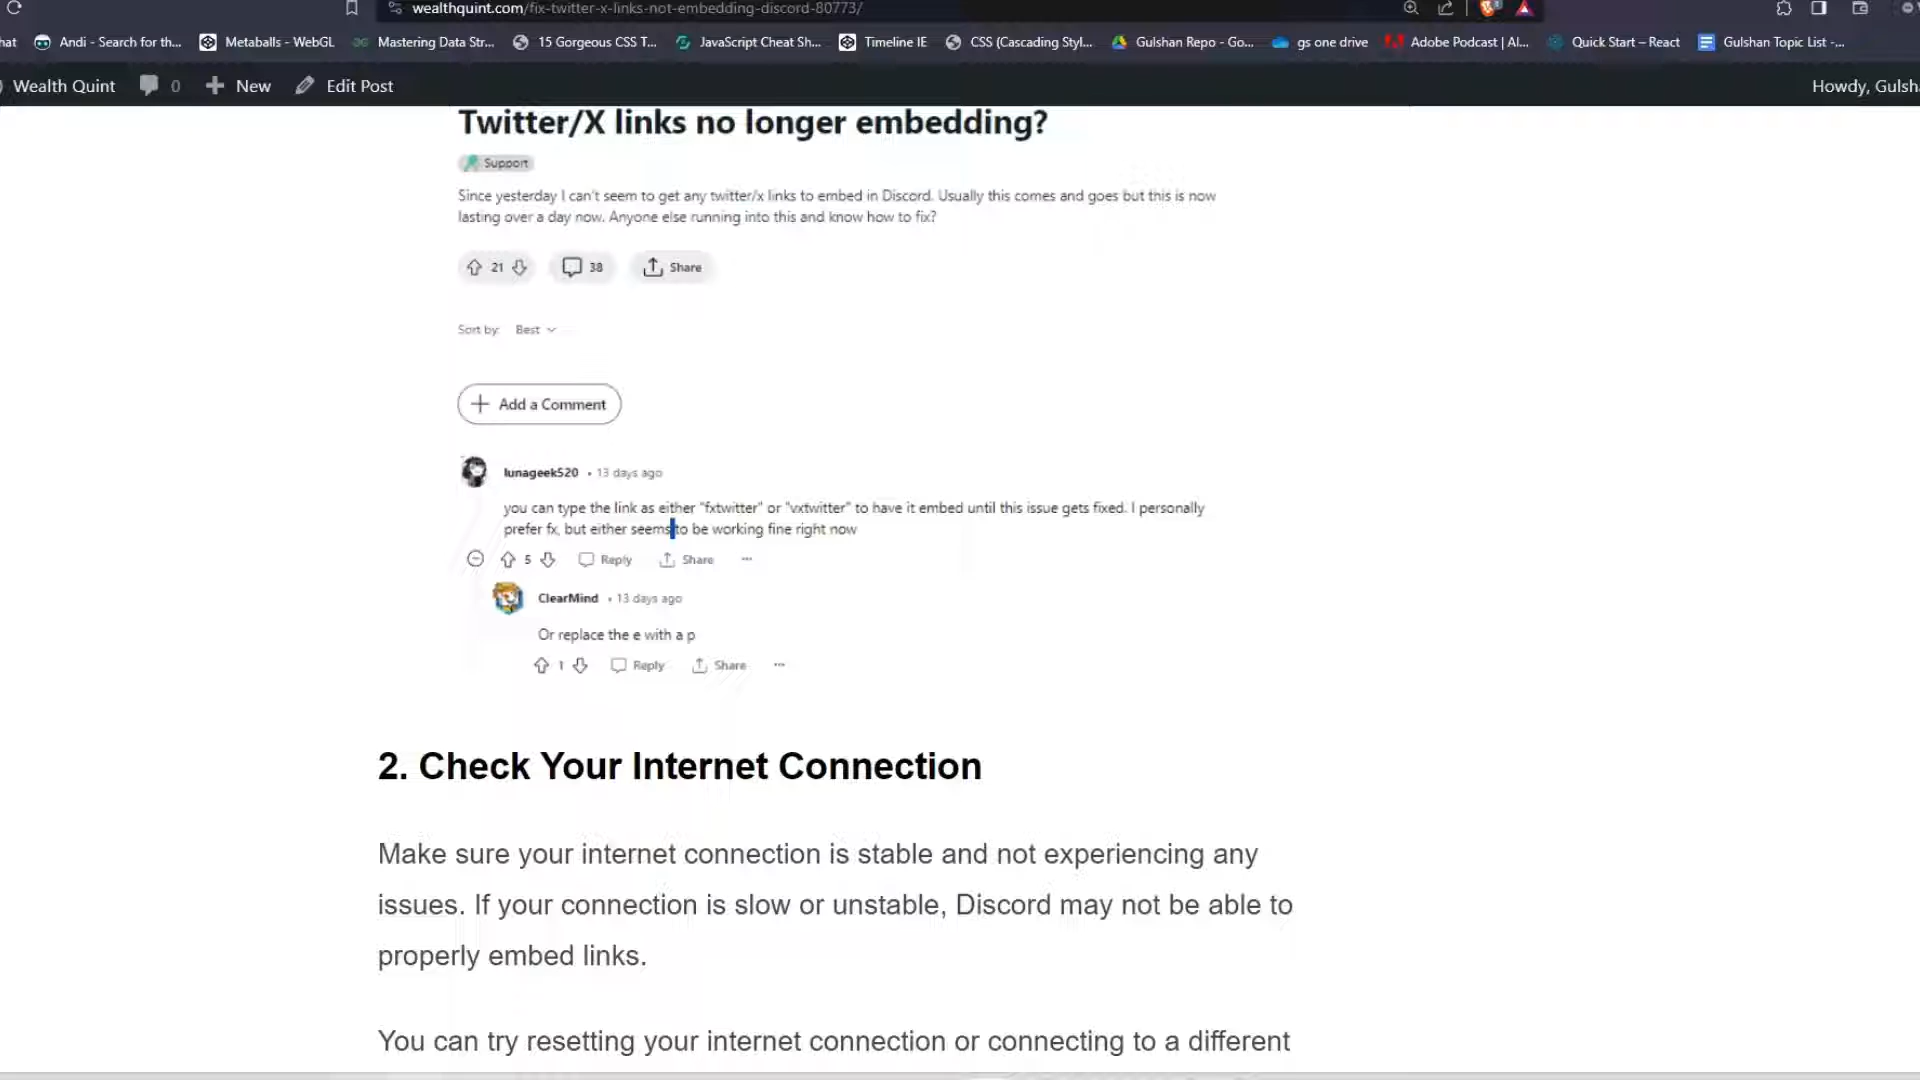 wealthquint.com/fix-twitter-x-links-not-embedding-discord-80773/
hat
Andi - Search for th...
Metaballs - WebGL
Mastering Data Str...
15 Gorgeous CSS T...
JavaScript Cheat Sh...
Timeline IE
CSS (Cascading Styl...
Gulshan Repo - Go...
gs one drive
Adobe Podcast | AI...
Quick Start – React
Gulshan Topic List -...
Wealth Quint
0
New
Edit Post
Howdy, Gulsha
Twitter/X links no longer embedding?
Support
Since yesterday I can't seem to get any twitter/x links to embed in Discord. Usually this comes and goes but this is now
lasting over a day now. Anyone else running into this and know how to fix?
21
38
Share
Sort by: Best
Add a Comment
lunageek520 • 13 days ago
you can type the link as either "fxtwitter" or "vxtwitter" to have it embed until this issue gets fixed. I personally
prefer fx, but either seems to be working fine right now
5
Reply
Share
...
ClearMind • 13 days ago
Or replace the e with a p
1
Reply
Share
...
2. Check Your Internet Connection
Make sure your internet connection is stable and not experiencing any
issues. If your connection is slow or unstable, Discord may not be able to
properly embed links.
You can try resetting your internet connection or connecting to a different